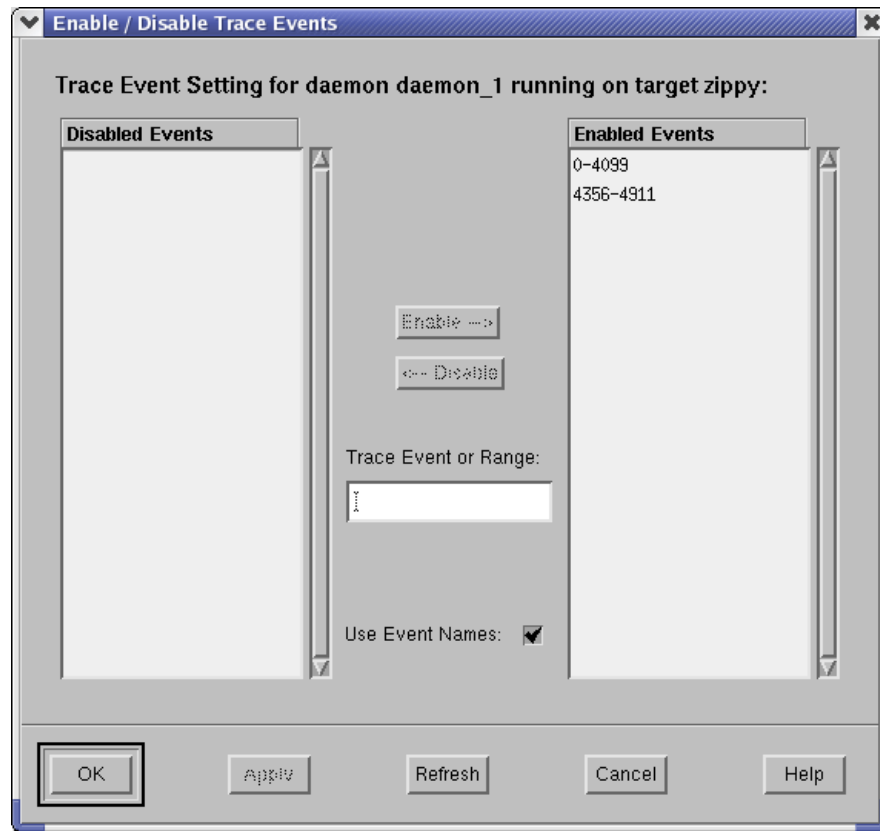 Enable / Disable Trace Events
Trace Event Setting for daemon daemon_1 running on target zippy:
Disabled Events
Enabled Events
0-4099
4356-4911
Enable -->
<-- Disable
Trace Event or Range:
Use Event Names:
OK
Apply
Refresh
Cancel
Help